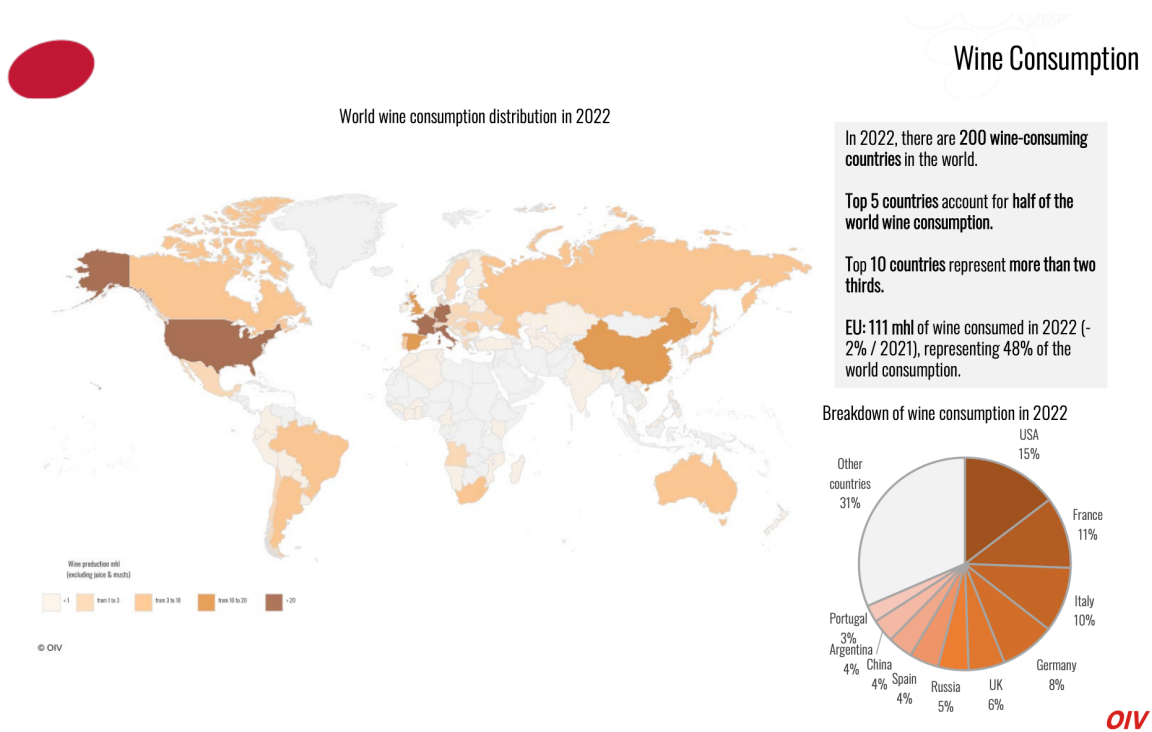 Wine Consumption
World wine consumption distribution in 2022
In 2022, there are 200 wine-consuming
countries in the world.
Top 5 countries account for half of the
world wine consumption.
Top 10 countries represent more than two
thirds.
EU: 111 mhl of wine consumed in 2022 (-
2% / 2021), representing 48% of the
world consumption.
Breakdown of wine consumption in 2022
USA
15%
France
11%
Italy
10%
Germany
8%
UK
6%
Russia
5%
Spain
4%
China
4%
Argentina
4%
Portugal
3%
Other
countries
31%
Wine production mhl
(excluding juice & musts)
< 1
from 1 to 3
from 3 to 10
from 10 to 20
> 20
© OIV
OIV